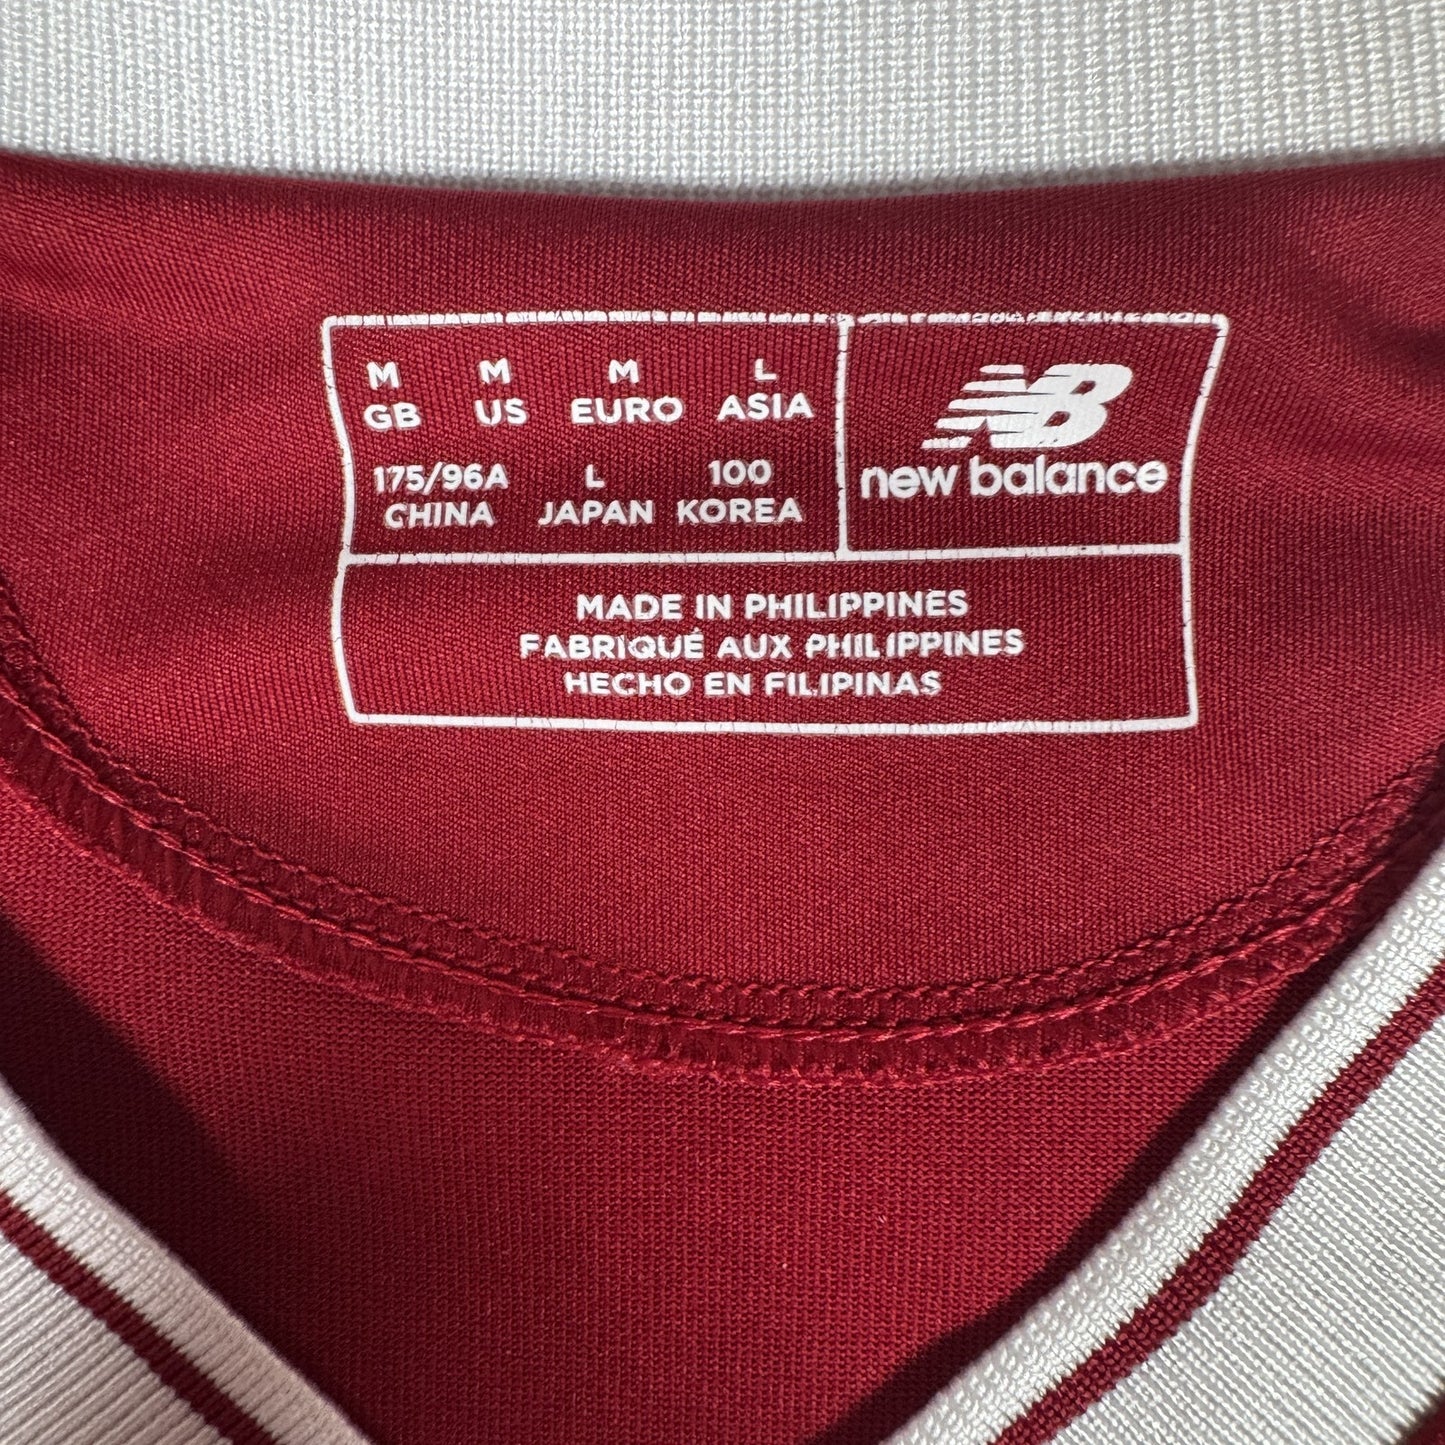 M M M L
GB US EURO ASIA
175/96A L 100
CHINA JAPAN KOREA
NB
new balance
MADE IN PHILIPPINES
FABRIQUÉ AUX PHILIPPINES
HECHO EN FILIPINAS